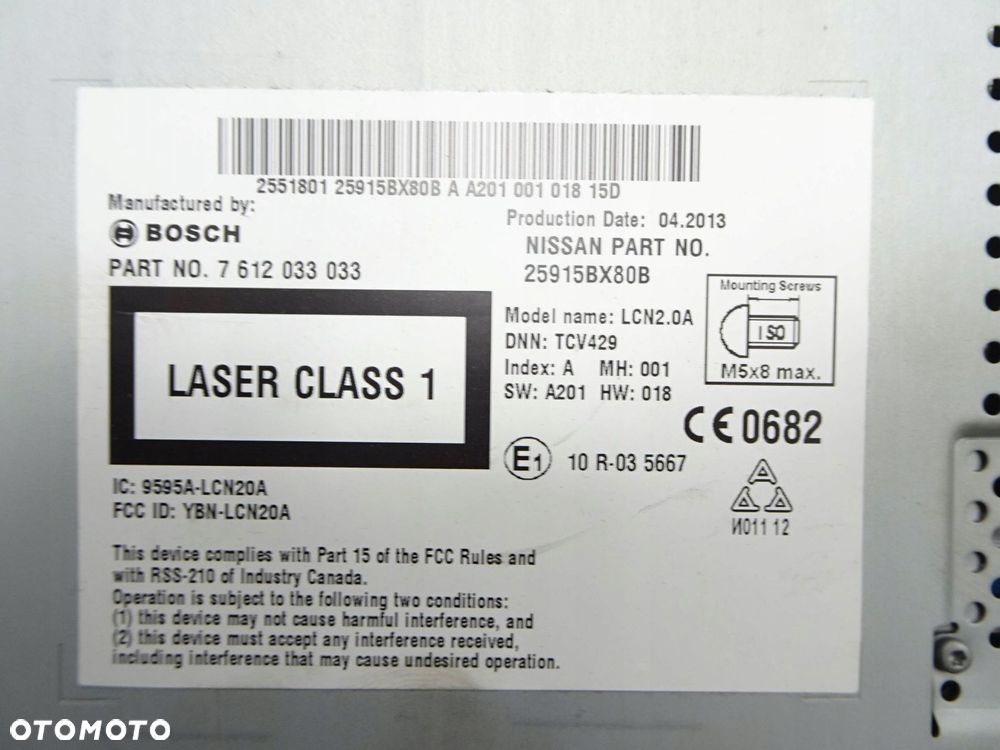 2551801 25915BX80B A A201 001 018 15D
Manufactured by:
BOSCH
PART NO. 7 612 033 033
Production Date: 04.2013
NISSAN PART NO.
25915BX80B
Model name: LCN2.0A
DNN: TCV429
Index: A MH: 001
SW: A201 HW: 018
Mounting Screws
ISO
M5x8 max.
LASER CLASS 1
CE 0682
E1 10 R-03 5667
И011 12
IC: 9595A-LCN20A
FCC ID: YBN-LCN20A
This device complies with Part 15 of the FCC Rules and
with RSS-210 of Industry Canada.
Operation is subject to the following two conditions:
(1) this device may not cause harmful interference, and
(2) this device must accept any interference received,
including interference that may cause undesired operation.
OTOMOTO